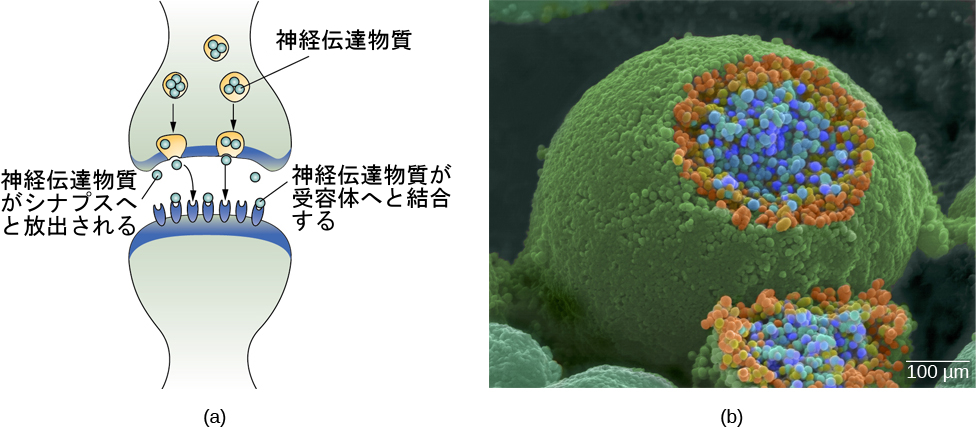 神経伝達物質
神経伝達物質
がシナプスへ
と放出される
神経伝達物質が
受容体へと結合
する
100 μm
(a)
(b)